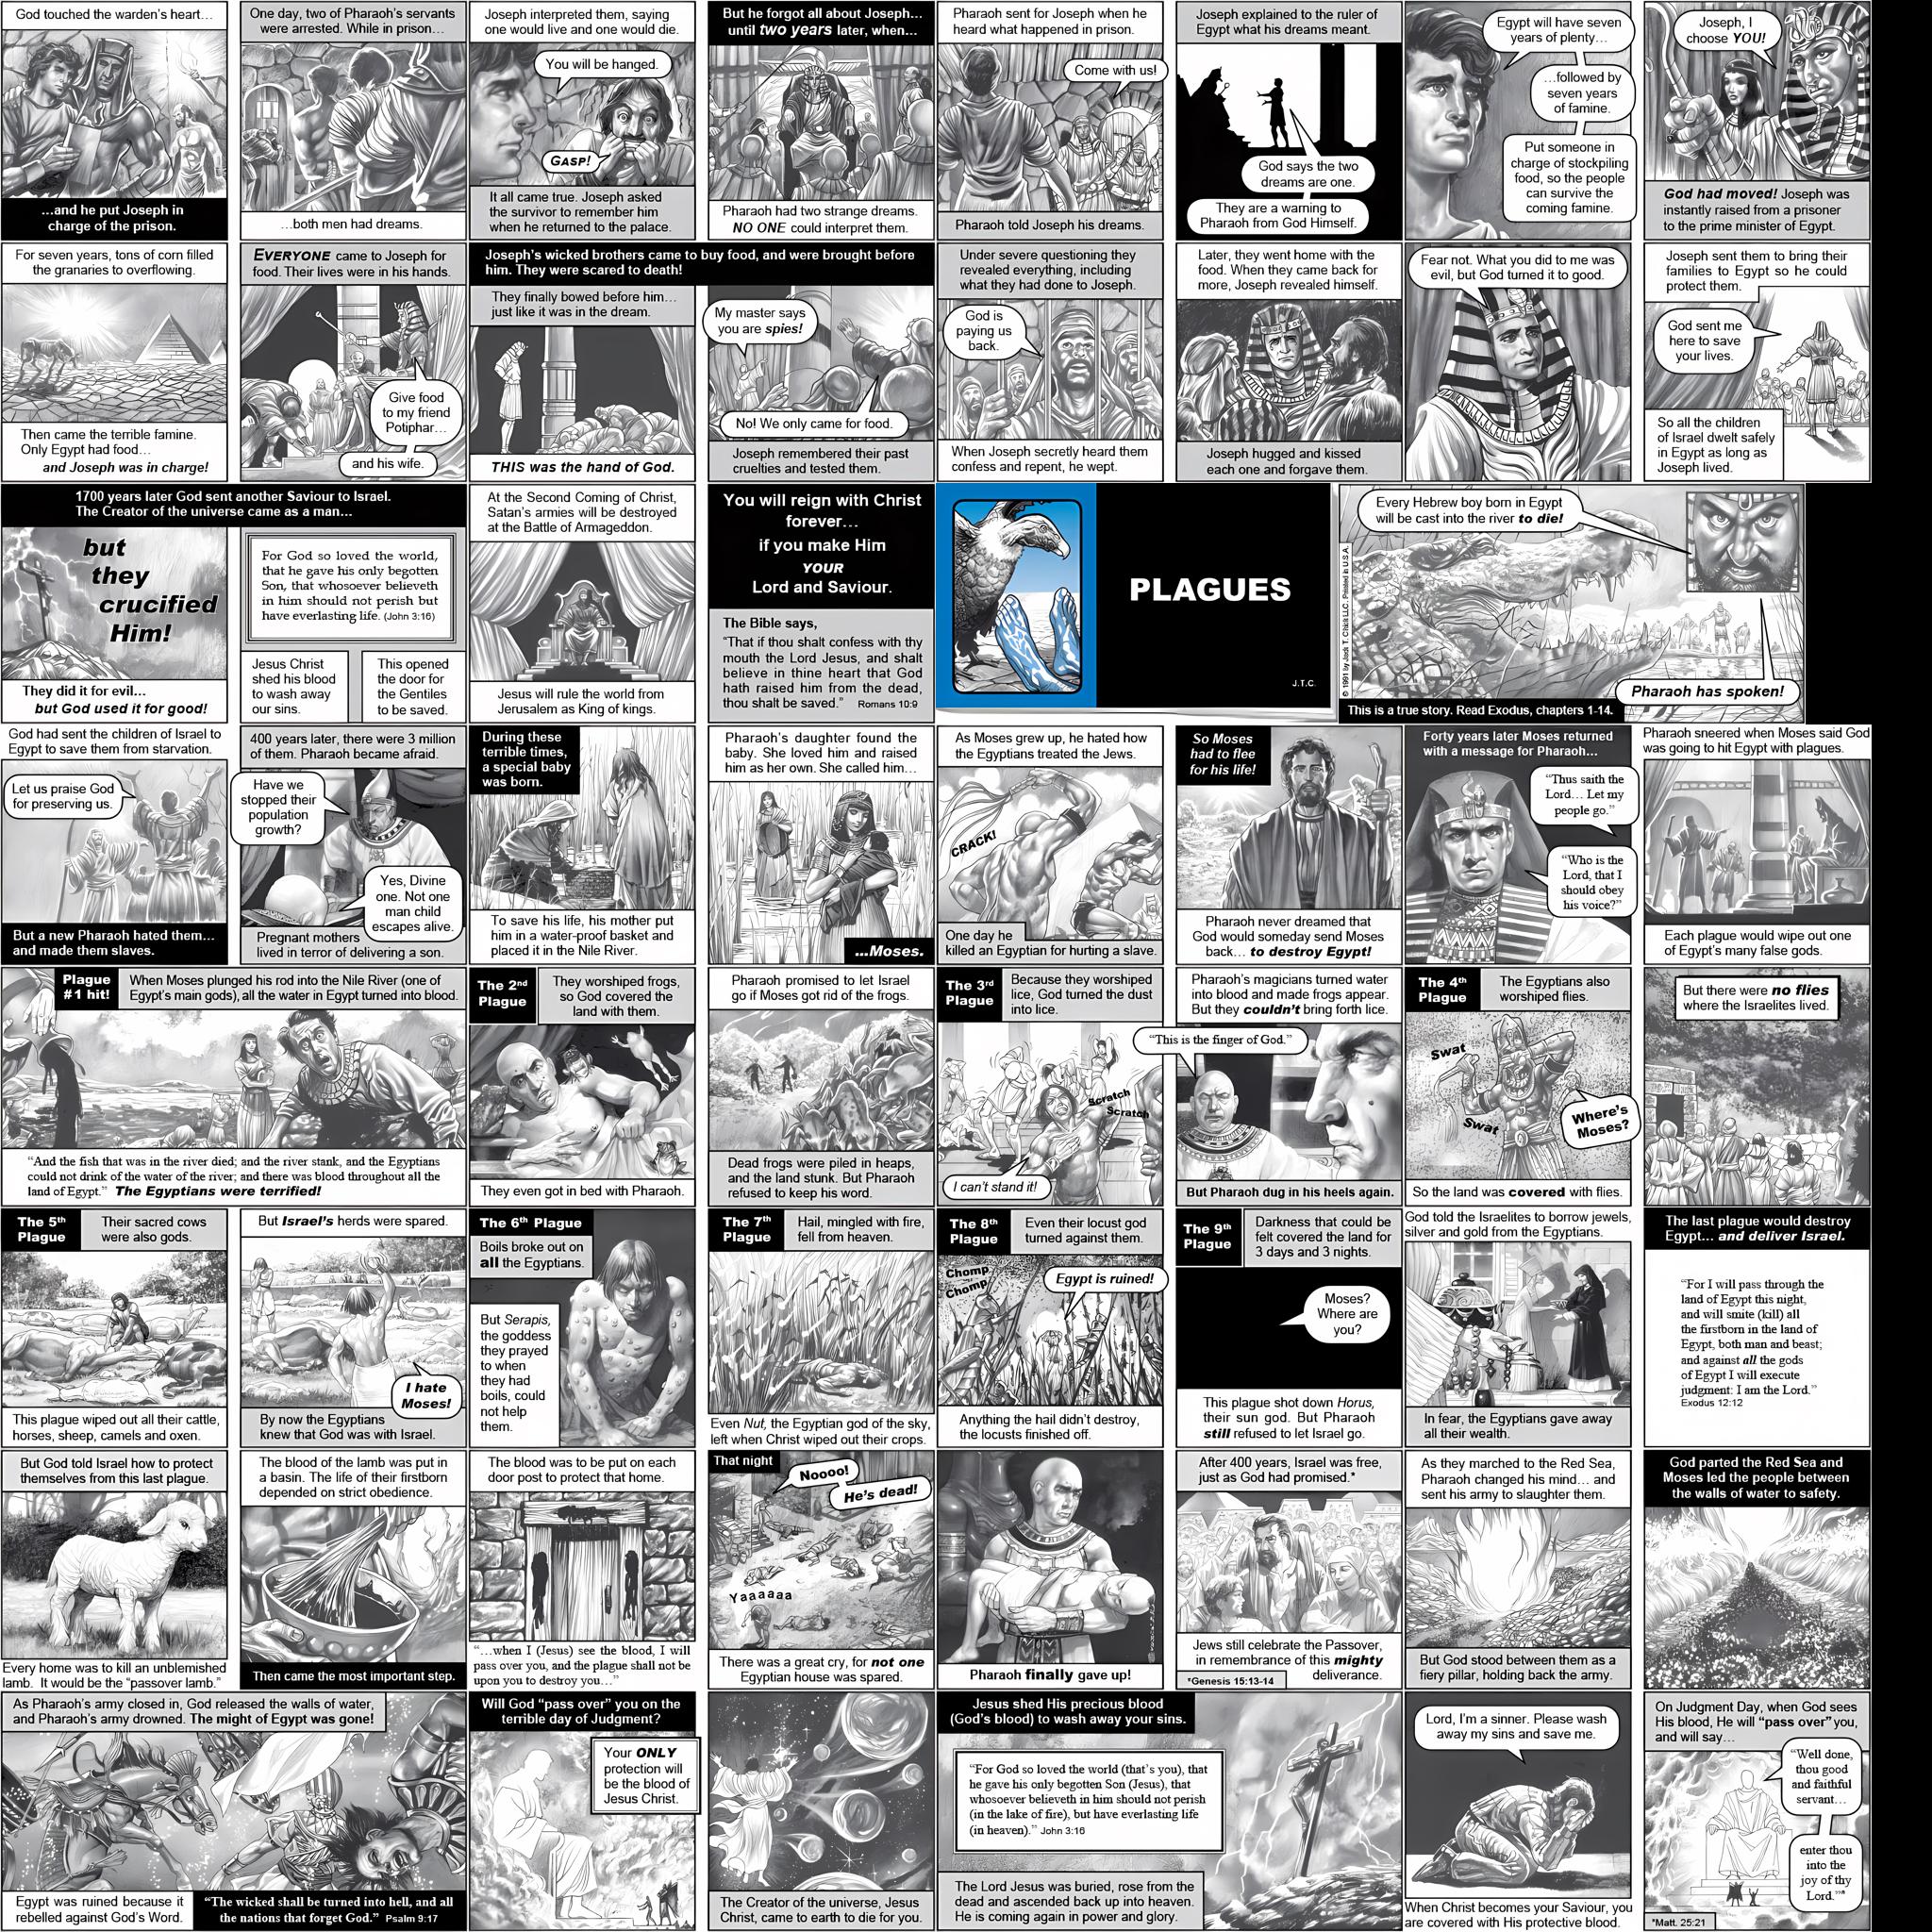 God touched the warden's heart...
...and he put Joseph in
charge of the prison.
One day, two of Pharaoh's servants
were arrested. While in prison...
...both men had dreams.
Joseph interpreted them, saying
one would live and one would die.
You will be hanged.
GASP!
It all came true. Joseph asked
the survivor to remember him
when he returned to the palace.
But he forgot all about Joseph...
until two years later, when...
Pharaoh had two strange dreams.
NO ONE could interpret them.
Pharaoh sent for Joseph when he
heard what happened in prison.
Come with us!
Pharaoh told Joseph his dreams.
Joseph explained to the ruler of
Egypt what his dreams meant.
God says the two
dreams are one.
They are a warning to
Pharaoh from God Himself.
Egypt will have seven
years of plenty...
...followed by
seven years
of famine.
Put someone in
charge of stockpiling
food, so the people
can survive the
coming famine.
Joseph, I
choose YOU!
God had moved! Joseph was
instantly raised from a prisoner
to the prime minister of Egypt.
For seven years, tons of corn filled
the granaries to overflowing.
Then came the terrible famine.
Only Egypt had food...
and Joseph was in charge!
EVERYONE came to Joseph for
food. Their lives were in his hands.
Give food
to my friend
Potiphar...
and his wife.
Joseph's wicked brothers came to buy food, and were brought before
him. They were scared to death!
They finally bowed before him...
just like it was in the dream.
THIS was the hand of God.
My master says
you are spies!
No! We only came for food.
Joseph remembered their past
cruelties and tested them.
Under severe questioning they
revealed everything, including
what they had done to Joseph.
God is
paying us
back.
When Joseph secretly heard them
confess and repent, he wept.
Later, they went home with the
food. When they came back for
more, Joseph revealed himself.
Joseph hugged and kissed
each one and forgave them.
Fear not. What you did to me was
evil, but God turned it to good.
Joseph sent them to bring their
families to Egypt so he could
protect them.
God sent me
here to save
your lives.
So all the children
of Israel dwelt safely
in Egypt as long as
Joseph lived.
1700 years later God sent another Saviour to Israel.
The Creator of the universe came as a man...
but
they
crucified
Him!
They did it for evil...
but God used it for good!
For God so loved the world,
that he gave his only begotten
Son, that whosoever believeth
in him should not perish but
have everlasting life. (John 3:16)
Jesus Christ
shed his blood
to wash away
our sins.
This opened
the door for
the Gentiles
to be saved.
At the Second Coming of Christ,
Satan's armies will be destroyed
at the Battle of Armageddon.
Jesus will rule the world from
Jerusalem as King of kings.
You will reign with Christ
forever...
if you make Him
YOUR
Lord and Saviour.
The Bible says,
"That if thou shalt confess with thy
mouth the Lord Jesus, and shalt
believe in thine heart that God
hath raised him from the dead,
thou shalt be saved." Romans 10:9
PLAGUES
J.T.C.
© 1991 by Jack T. Chick LLC. Printed in U.S.A.
Every Hebrew boy born in Egypt
will be cast into the river to die!
Pharaoh has spoken!
This is a true story. Read Exodus, chapters 1-14.
God had sent the children of Israel to
Egypt to save them from starvation.
Let us praise God
for preserving us.
But a new Pharaoh hated them...
and made them slaves.
400 years later, there were 3 million
of them. Pharaoh became afraid.
Have we
stopped their
population
growth?
Yes, Divine
one. Not one
man child
escapes alive.
Pregnant mothers
lived in terror of delivering a son.
During these
terrible times,
a special baby
was born.
To save his life, his mother put
him in a water-proof basket and
placed it in the Nile River.
Pharaoh's daughter found the
baby. She loved him and raised
him as her own. She called him...
...Moses.
As Moses grew up, he hated how
the Egyptians treated the Jews.
CRACK!
One day he
killed an Egyptian for hurting a slave.
So Moses
had to flee
for his life!
Pharaoh never dreamed that
God would someday send Moses
back... to destroy Egypt!
Forty years later Moses returned
with a message for Pharaoh...
"Thus saith the
Lord... Let my
people go."
"Who is the
Lord, that I
should obey
his voice?"
Pharaoh sneered when Moses said God
was going to hit Egypt with plagues.
Each plague would wipe out one
of Egypt's many false gods.
Plague
#1 hit!
When Moses plunged his rod into the Nile River (one of
Egypt's main gods), all the water in Egypt turned into blood.
"And the fish that was in the river died; and the river stank, and the Egyptians
could not drink of the water of the river; and there was blood throughout all the
land of Egypt." The Egyptians were terrified!
The 2nd
Plague
They worshiped frogs,
so God covered the
land with them.
They even got in bed with Pharaoh.
Pharaoh promised to let Israel
go if Moses got rid of the frogs.
Dead frogs were piled in heaps,
and the land stunk. But Pharaoh
refused to keep his word.
The 3rd
Plague
Because they worshiped
lice, God turned the dust
into lice.
Scratch
Scratch
I can't stand it!
Pharaoh's magicians turned water
into blood and made frogs appear.
But they couldn't bring forth lice.
"This is the finger of God."
But Pharaoh dug in his heels again.
The 4th
Plague
The Egyptians also
worshiped flies.
Swat
Swat
Where's
Moses?
So the land was covered with flies.
But there were no flies
where the Israelites lived.
The 5th
Plague
Their sacred cows
were also gods.
This plague wiped out all their cattle,
horses, sheep, camels and oxen.
But Israel's herds were spared.
I hate
Moses!
By now the Egyptians
knew that God was with Israel.
The 6th Plague
Boils broke out on
all the Egyptians.
But Serapis,
the goddess
they prayed
to when
they had
boils, could
not help
them.
The 7th
Plague
Hail, mingled with fire,
fell from heaven.
Even Nut, the Egyptian god of the sky,
left when Christ wiped out their crops.
The 8th
Plague
Even their locust god
turned against them.
Chomp
Chomp
Egypt is ruined!
Anything the hail didn't destroy,
the locusts finished off.
The 9th
Plague
Darkness that could be
felt covered the land for
3 days and 3 nights.
Moses?
Where are
you?
This plague shot down Horus,
their sun god. But Pharaoh
still refused to let Israel go.
God told the Israelites to borrow jewels,
silver and gold from the Egyptians.
In fear, the Egyptians gave away
all their wealth.
The last plague would destroy
Egypt... and deliver Israel.
"For I will pass through the
land of Egypt this night,
and will smite (kill) all
the firstborn in the land of
Egypt, both man and beast;
and against all the gods
of Egypt I will execute
judgment: I am the Lord."
Exodus 12:12
But God told Israel how to protect
themselves from this last plague.
Every home was to kill an unblemished
lamb. It would be the "passover lamb."
The blood of the lamb was put in
a basin. The life of their firstborn
depended on strict obedience.
Then came the most important step.
The blood was to be put on each
door post to protect that home.
"...when I (Jesus) see the blood, I will
pass over you, and the plague shall not be
upon you to destroy you..."
That night
Noooo!
He's dead!
Yaaaaaa
There was a great cry, for not one
Egyptian house was spared.
Pharaoh finally gave up!
After 400 years, Israel was free,
just as God had promised.*
Jews still celebrate the Passover,
in remembrance of this mighty
deliverance.
*Genesis 15:13-14
As they marched to the Red Sea,
Pharaoh changed his mind... and
sent his army to slaughter them.
But God stood between them as a
fiery pillar, holding back the army.
God parted the Red Sea and
Moses led the people between
the walls of water to safety.
As Pharaoh's army closed in, God released the walls of water,
and Pharaoh's army drowned. The might of Egypt was gone!
Egypt was ruined because it
rebelled against God's Word.
"The wicked shall be turned into hell, and all
the nations that forget God." Psalm 9:17
Will God "pass over" you on the
terrible day of Judgment?
Your ONLY
protection will
be the blood of
Jesus Christ.
The Creator of the universe, Jesus
Christ, came to earth to die for you.
Jesus shed His precious blood
(God's blood) to wash away your sins.
"For God so loved the world (that's you), that
he gave his only begotten Son (Jesus), that
whosoever believeth in him should not perish
(in the lake of fire), but have everlasting life
(in heaven)." John 3:16
The Lord Jesus was buried, rose from the
dead and ascended back up into heaven.
He is coming again in power and glory.
Lord, I'm a sinner. Please wash
away my sins and save me.
When Christ becomes your Saviour, you
are covered with His protective blood.
On Judgment Day, when God sees
His blood, He will "pass over" you,
and will say...
"Well done,
thou good
and faithful
servant...
enter thou
into the
joy of thy
Lord."*
*Matt. 25:21